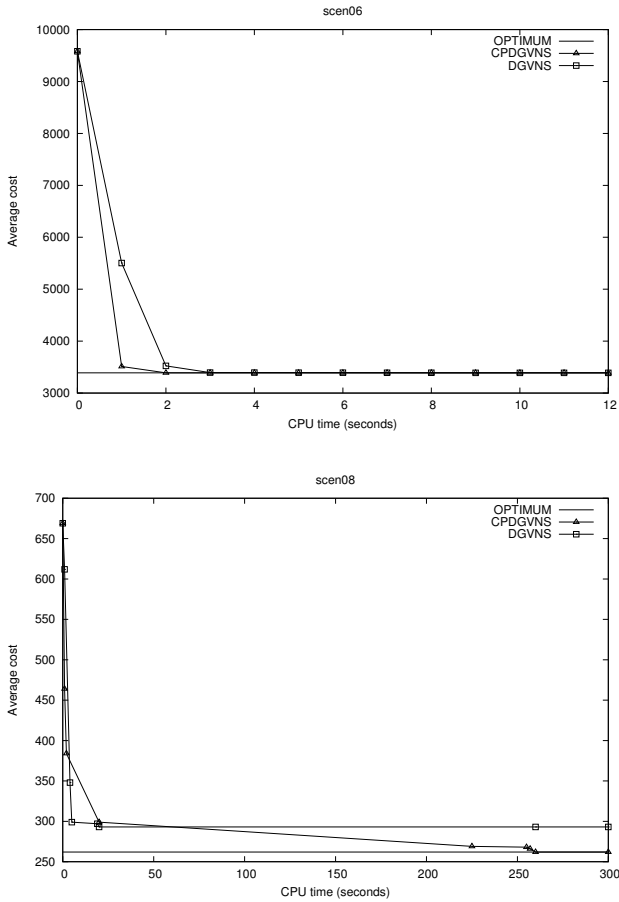 scen06
10000
9000
8000
7000
6000
5000
4000
3000
Average cost
OPTIMUM
CPDGVNS
DGVNS
0 2 4 6 8 10 12
CPU time (seconds)
scen08
700
650
600
550
500
450
400
350
300
250
Average cost
OPTIMUM
CPDGVNS
DGVNS
0 50 100 150 200 250 300
CPU time (seconds)